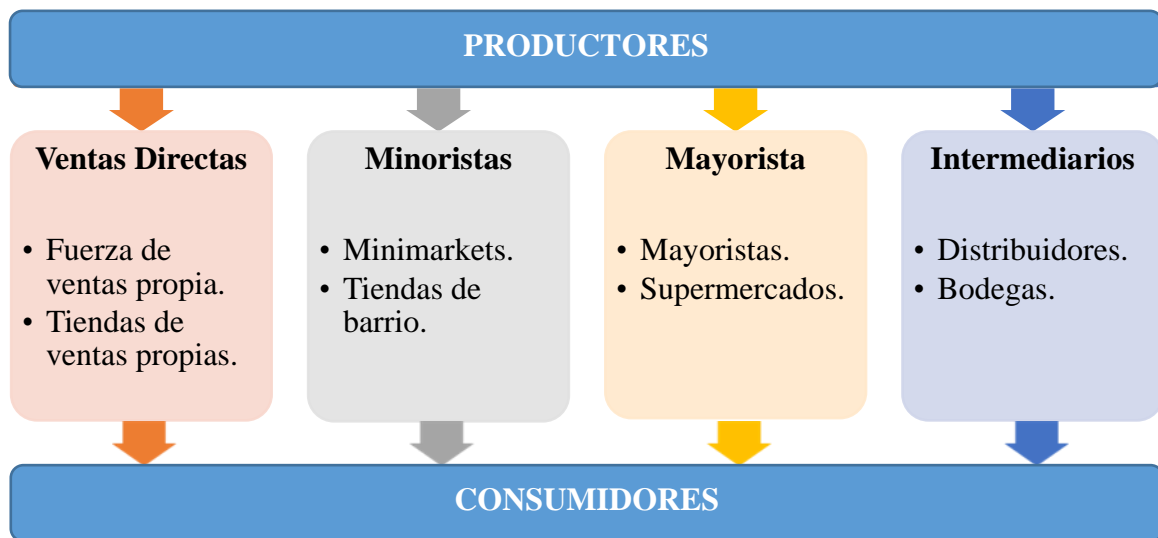 PRODUCTORES
Ventas Directas
• Fuerza de
ventas propia.
• Tiendas de
ventas propias.
Minoristas
• Minimarkets.
• Tiendas de
barrio.
Mayorista
• Mayoristas.
• Supermercados.
Intermediarios
• Distribuidores.
• Bodegas.
CONSUMIDORES